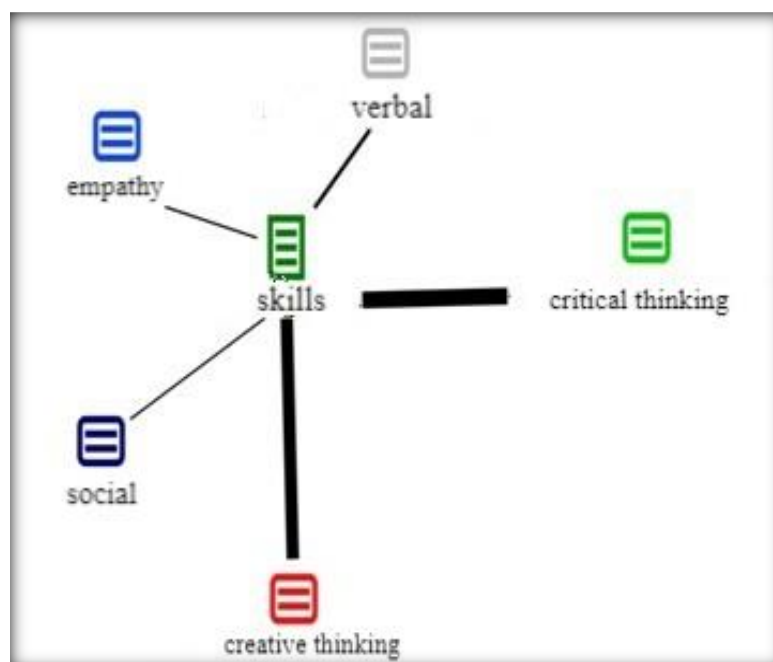 verbal
empathy
skills
critical thinking
social
creative thinking